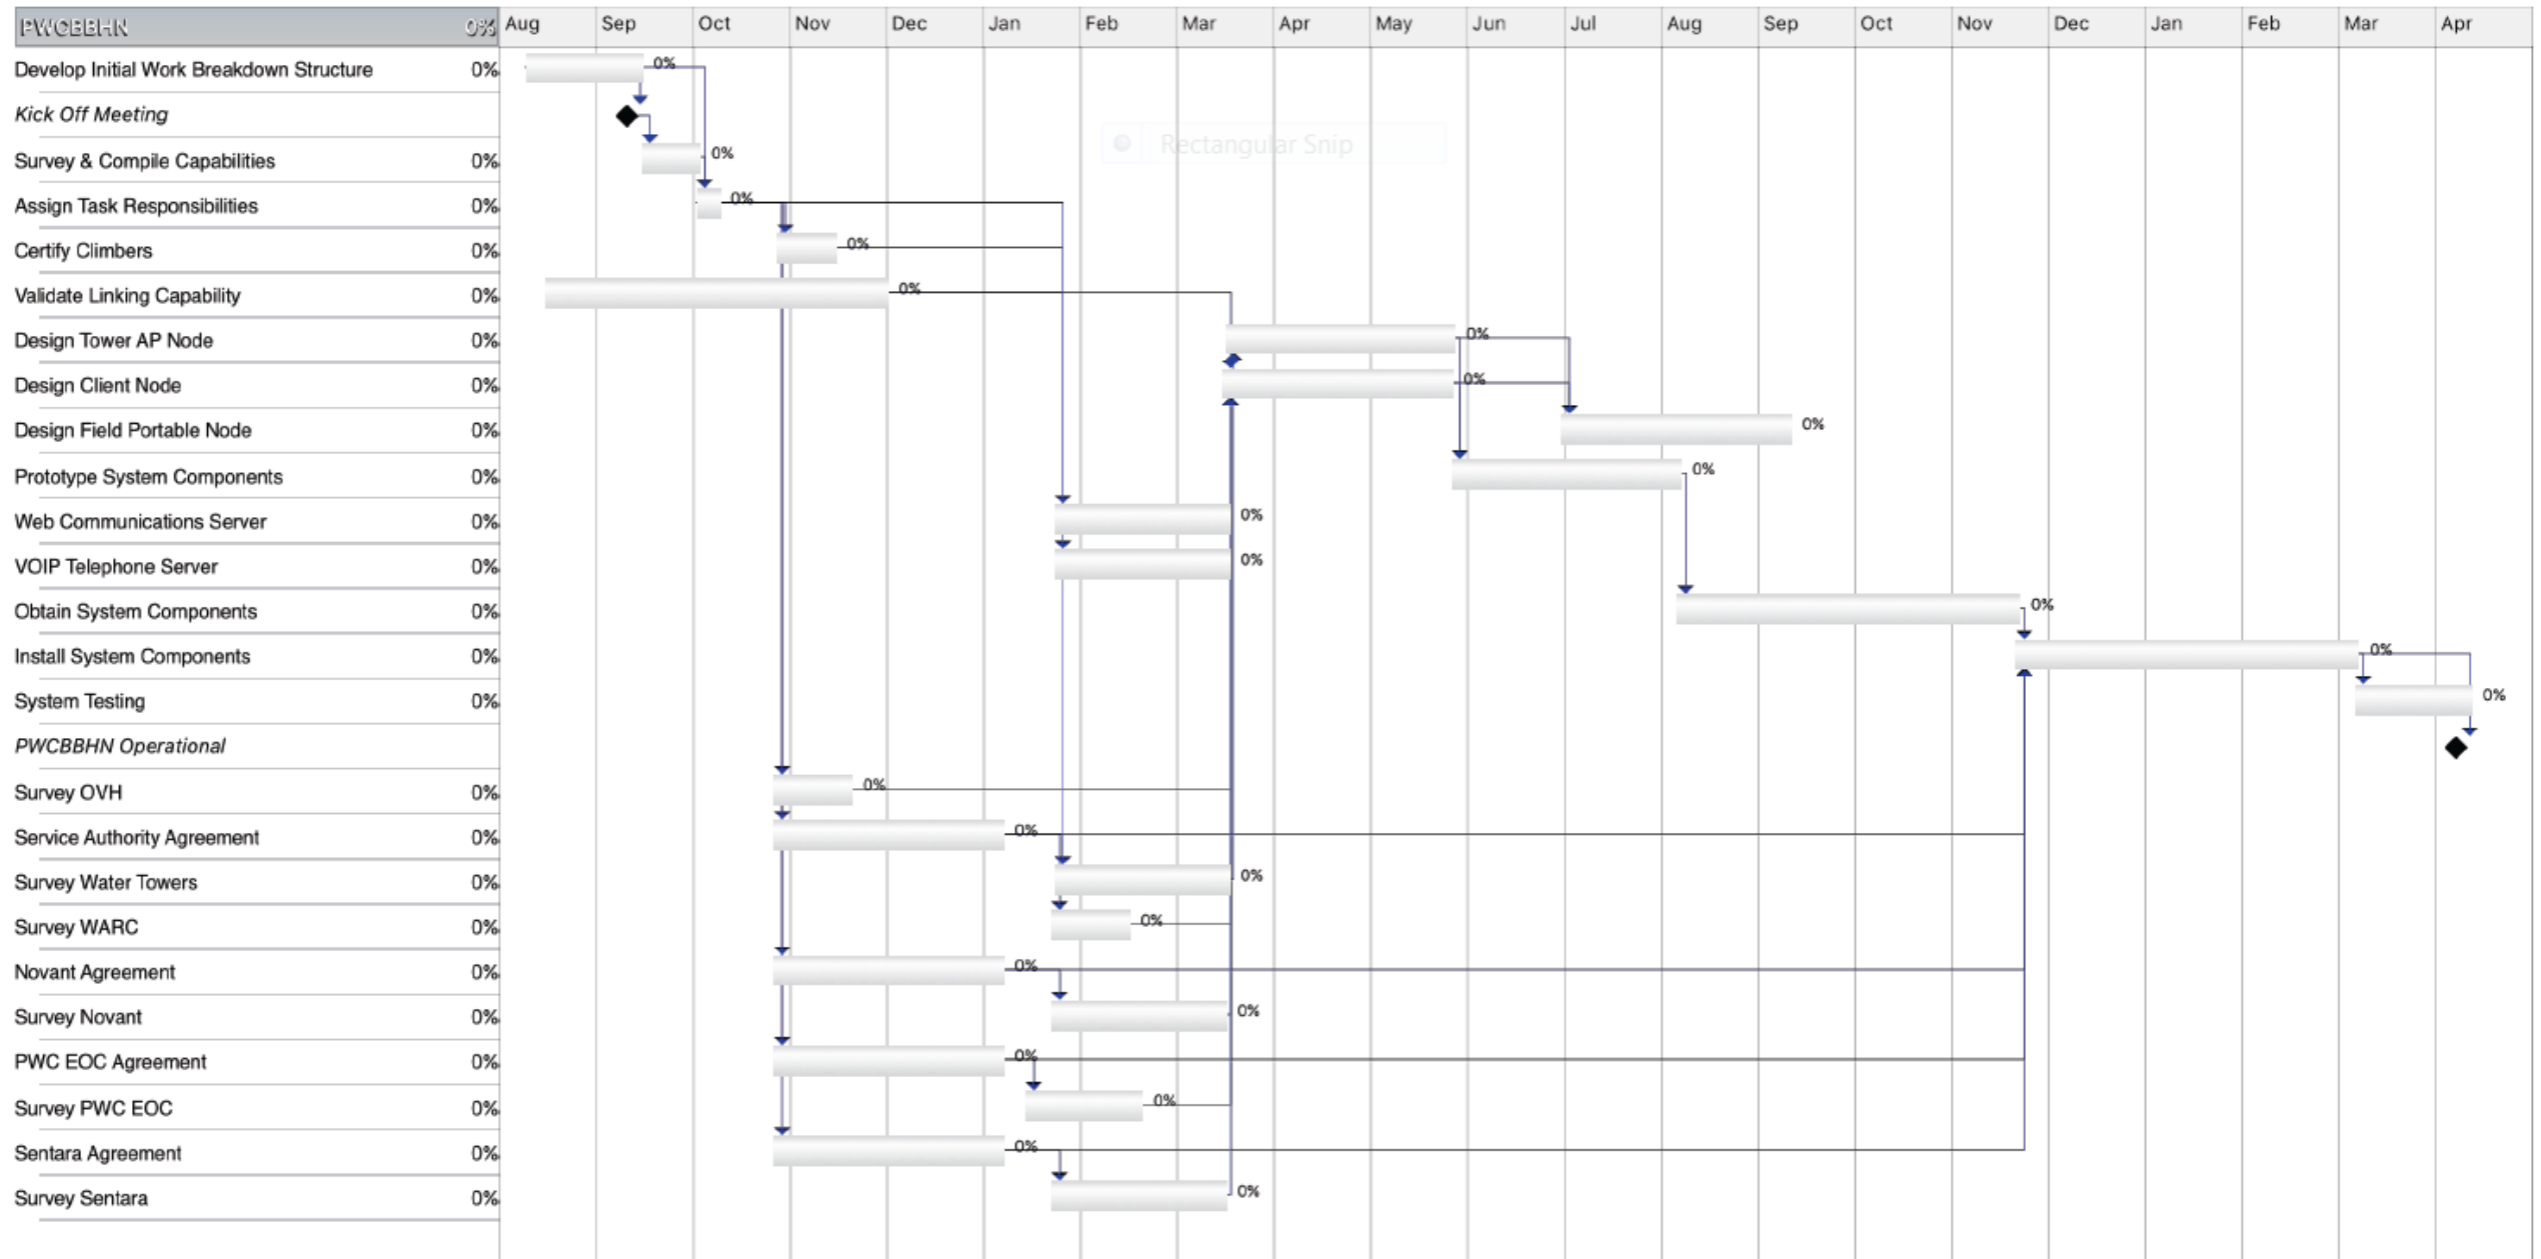 PWCBBHN 0% Aug Sep Oct Nov Dec Jan Feb Mar Apr May Jun Jul Aug Sep Oct Nov Dec Jan Feb Mar Apr
Develop Initial Work Breakdown Structure 0% 0%
Kick Off Meeting
Rectangular Snip
Survey & Compile Capabilities 0% 0%
Assign Task Responsibilities 0% 0%
Certify Climbers 0% 0%
Validate Linking Capability 0% 0%
Design Tower AP Node 0% 0%
Design Client Node 0% 0%
Design Field Portable Node 0% 0%
Prototype System Components 0% 0%
Web Communications Server 0% 0%
VOIP Telephone Server 0% 0%
Obtain System Components 0% 0%
Install System Components 0% 0%
System Testing 0% 0%
PWCBBHN Operational
Survey OVH 0% 0%
Service Authority Agreement 0% 0%
Survey Water Towers 0% 0%
Survey WARC 0% 0%
Novant Agreement 0% 0%
Survey Novant 0% 0%
PWC EOC Agreement 0% 0%
Survey PWC EOC 0% 0%
Sentara Agreement 0% 0%
Survey Sentara 0% 0%